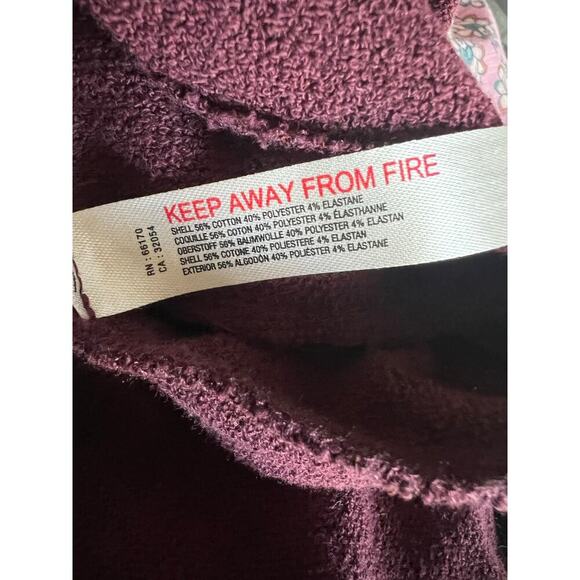 KEEP AWAY FROM FIRE
SHELL 56% COTTON 40% POLYESTER 4% ELASTANE
COQUILLE 56% COTON 40% POLYESTER 4% ÉLASTHANNE
OBERSTOFF 56% BAUMWOLLE 40% POLYESTER 4% ELASTAN
SHELL 56% COTONE 40% POLIESTERE 4% ELASTAN
EXTERIOR 56% ALGODÓN 40% POLIÉSTER 4% ELASTANE
RN : 66170
CA : 32054